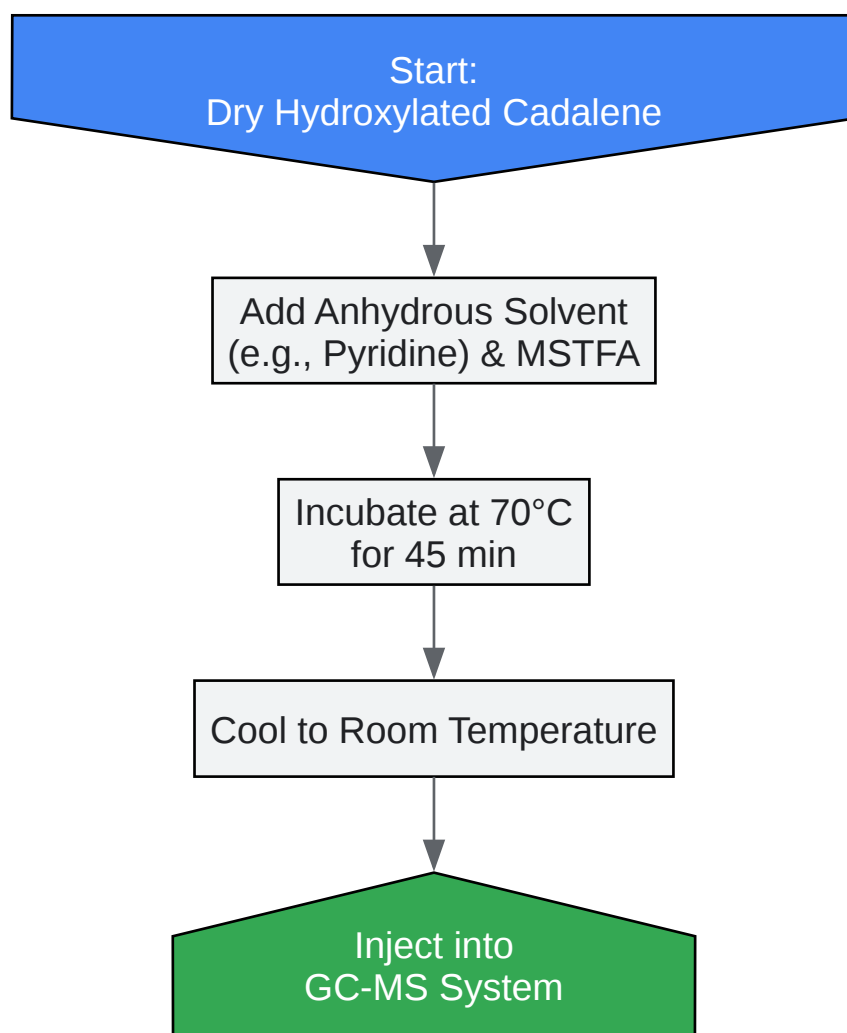 Start:
Dry Hydroxylated Cadalene
Add Anhydrous Solvent
(e.g., Pyridine) & MSTFA
Incubate at 70°C
for 45 min
Cool to Room Temperature
Inject into
GC-MS System